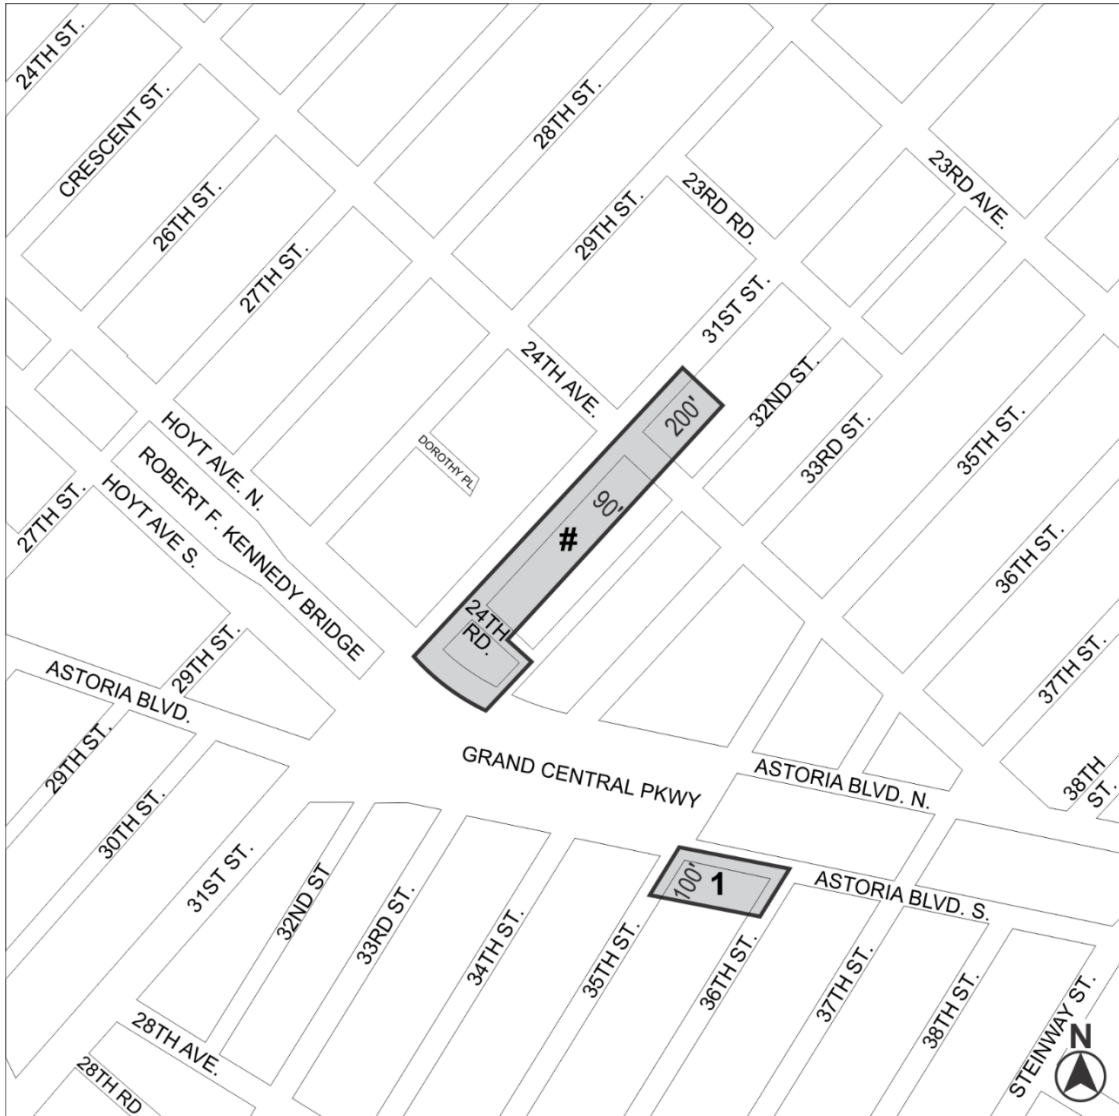 24TH ST.
CRESCENT ST.
26TH ST.
27TH ST.
28TH ST.
29TH ST.
23RD RD.
23RD AVE.
31ST ST.
24TH AVE.
32ND ST.
33RD ST.
35TH ST.
36TH ST.
37TH ST.
38TH
ST.
200'
90'
#
24TH
RD.
DOROTHY PL
HOYT AVE. N.
ROBERT F. KENNEDY BRIDGE
HOYT AVE S.
27TH ST.
29TH ST.
ASTORIA BLVD.
29TH ST.
30TH ST.
31ST ST.
32ND ST
33RD ST.
34TH ST.
35TH ST.
36TH ST.
37TH ST.
38TH ST.
STEINWAY ST.
GRAND CENTRAL PKWY
ASTORIA BLVD. N.
100'
1
ASTORIA BLVD. S.
28TH AVE.
28TH RD
N